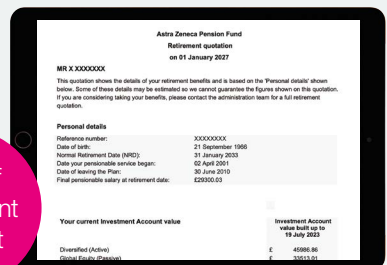 Astra Zeneca Pension Fund
Retirement quotation
on 01 January 2027
MR X XXXXXXX
This quotation shows the details of your retirement benefits and is based on the 'Personal details' shown
below. Some of these details may be estimated so we cannot guarantee the figures shown on this quotation.
If you are considering taking your benefits, please contact the administration team for a full retirement
quotation.
Personal details
Reference number: XXXXXXXX
Date of birth: 21 September 1966
Normal Retirement Date (NRD): 31 January 2033
Date your pensionable service began: 02 April 2001
Date of leaving the Plan: 30 June 2010
Final pensionable salary at retirement date: £29300.03
Your current Investment Account value
Investment Account
value built up to
19 July 2023
Diversified (Active) £ 45986.86
Global Equity (Passive) £ 33513.01